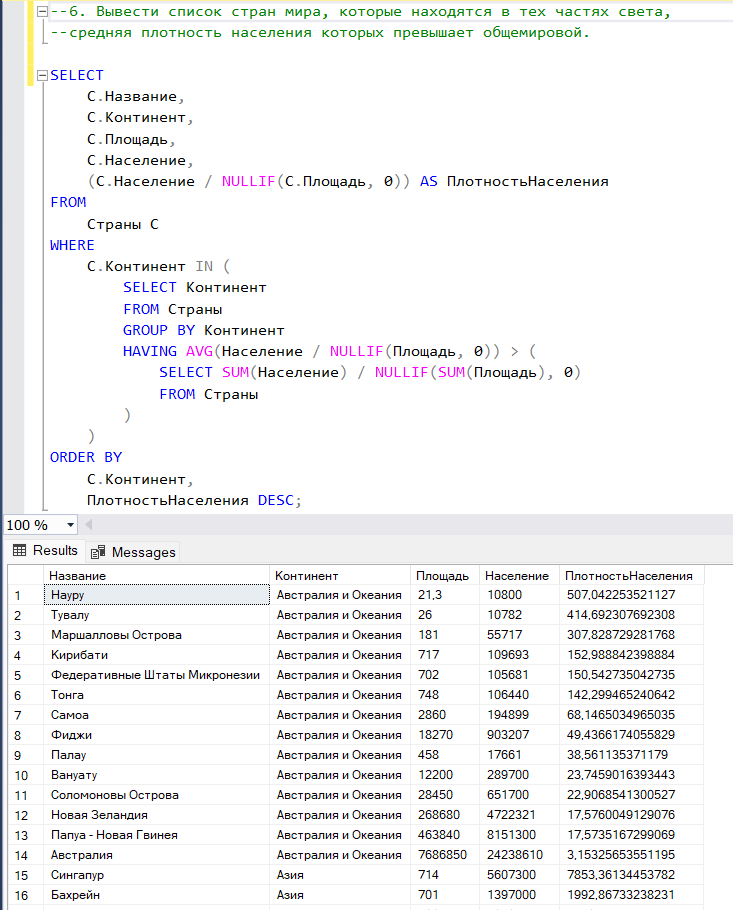 --6. Вывести список стран мира, которые находятся в тех частях света,
--средняя плотность населения которых превышает общемировой.
SELECT
С.Название,
С.Континент,
С.Площадь,
С.Население,
(С.Население / NULLIF(С.Площадь, 0)) AS ПлотностьНаселения
FROM
Страны С
WHERE
С.Континент IN (
SELECT Континент
FROM Страны
GROUP BY Континент
HAVING AVG(Население / NULLIF(Площадь, 0)) > (
SELECT SUM(Население) / NULLIF(SUM(Площадь), 0)
FROM Страны
)
)
ORDER BY
С.Континент,
ПлотностьНаселения DESC;
100 %
Results Messages
Название Континент Площадь Население ПлотностьНаселения
1 Науру Австралия и Океания 21,3 10800 507,042253521127
2 Тувалу Австралия и Океания 26 10782 414,692307692308
3 Маршалловы Острова Австралия и Океания 181 55717 307,828729281768
4 Кирибати Австралия и Океания 717 109693 152,988842398884
5 Федеративные Штаты Микронезии Австралия и Океания 702 105681 150,542735042735
6 Тонга Австралия и Океания 748 106440 142,299465240642
7 Самоа Австралия и Океания 2860 194899 68,1465034965035
8 Фиджи Австралия и Океания 18270 903207 49,4366174055829
9 Палау Австралия и Океания 458 17661 38,561135371179
10 Вануату Австралия и Океания 12200 289700 23,7459016393443
11 Соломоновы Острова Австралия и Океания 28450 651700 22,9068541300527
12 Новая Зеландия Австралия и Океания 268680 4722321 17,5760049129076
13 Папуа - Новая Гвинея Австралия и Океания 463840 8151300 17,5735167299069
14 Австралия Австралия и Океания 7686850 24238610 3,15325653551195
15 Сингапур Азия 714 5607300 7853,36134453782
16 Бахрейн Азия 701 1397000 1992,86733238231